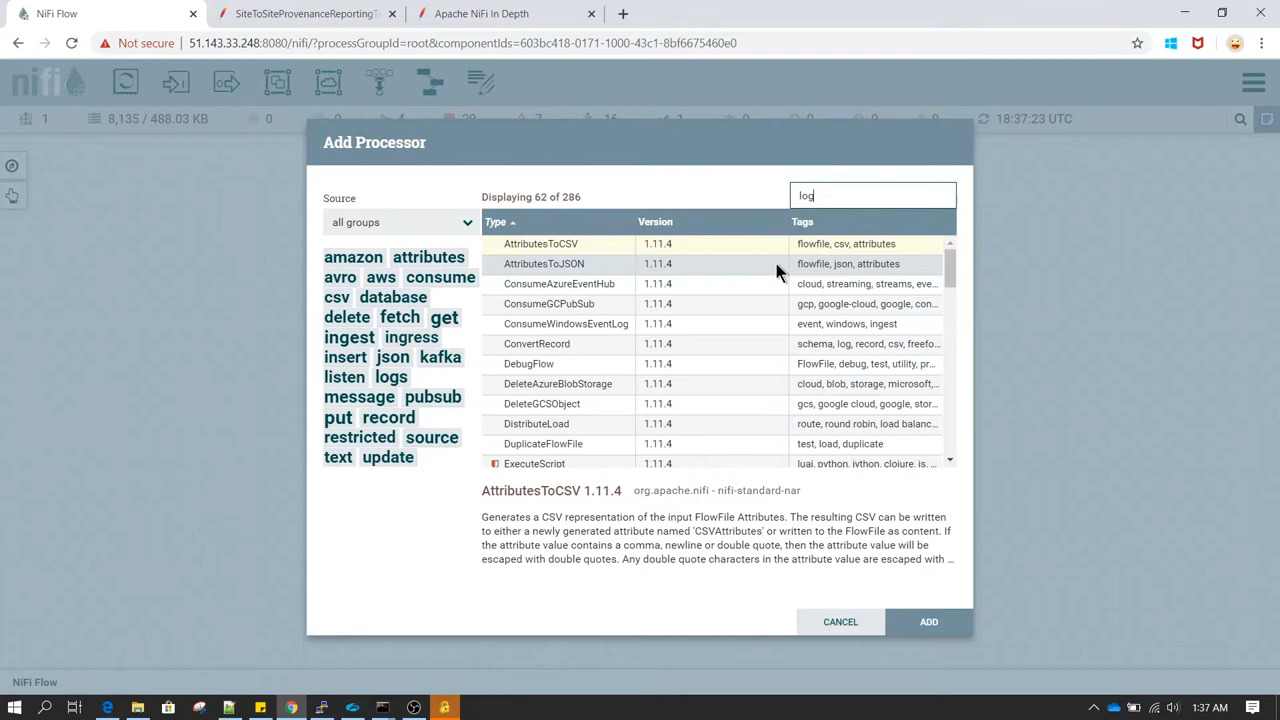 NiFi Flow
SiteToSiteProvenanceReportingTa
Apache NiFi In Depth
Not secure
51.143.33.248:8080/nifi/?processGroupId=root&componentIds=603bc418-0171-1000-43c1-8bf6675460e0
nifi
1
8,135 / 488.03 KB
0
18:37:23 UTC
Add Processor
Source
Displaying 62 of 286
log
all groups
Type
Version
Tags
amazon attributes
avro aws consume
csv database
delete fetch get
ingest ingress
insert json kafka
listen logs
message pubsub
put record
restricted source
text update
AttributesToCSV 1.11.4 flowfile, csv, attributes
AttributesToJSON 1.11.4 flowfile, json, attributes
ConsumeAzureEventHub 1.11.4 cloud, streaming, streams, eve...
ConsumeGCPubSub 1.11.4 gcp, google-cloud, google, con...
ConsumeWindowsEventLog 1.11.4 event, windows, ingest
ConvertRecord 1.11.4 schema, log, record, csv, freefo...
DebugFlow 1.11.4 FlowFile, debug, test, utility, pr...
DeleteAzureBlobStorage 1.11.4 cloud, blob, storage, microsoft,...
DeleteGCSObject 1.11.4 gcs, google cloud, google, stor...
DistributeLoad 1.11.4 route, round robin, load balanc...
DuplicateFlowFile 1.11.4 test, load, duplicate
ExecuteScript 1.11.4 luaj, python, jython, clojure, js, ...
AttributesToCSV 1.11.4 org.apache.nifi - nifi-standard-nar
Generates a CSV representation of the input FlowFile Attributes. The resulting CSV can be written
to either a newly generated attribute named 'CSVAttributes' or written to the FlowFile as content. If
the attribute value contains a comma, newline or double quote, then the attribute value will be
escaped with double quotes. Any double quote characters in the attribute value are escaped with ...
CANCEL
ADD
NiFi Flow
1:37 AM